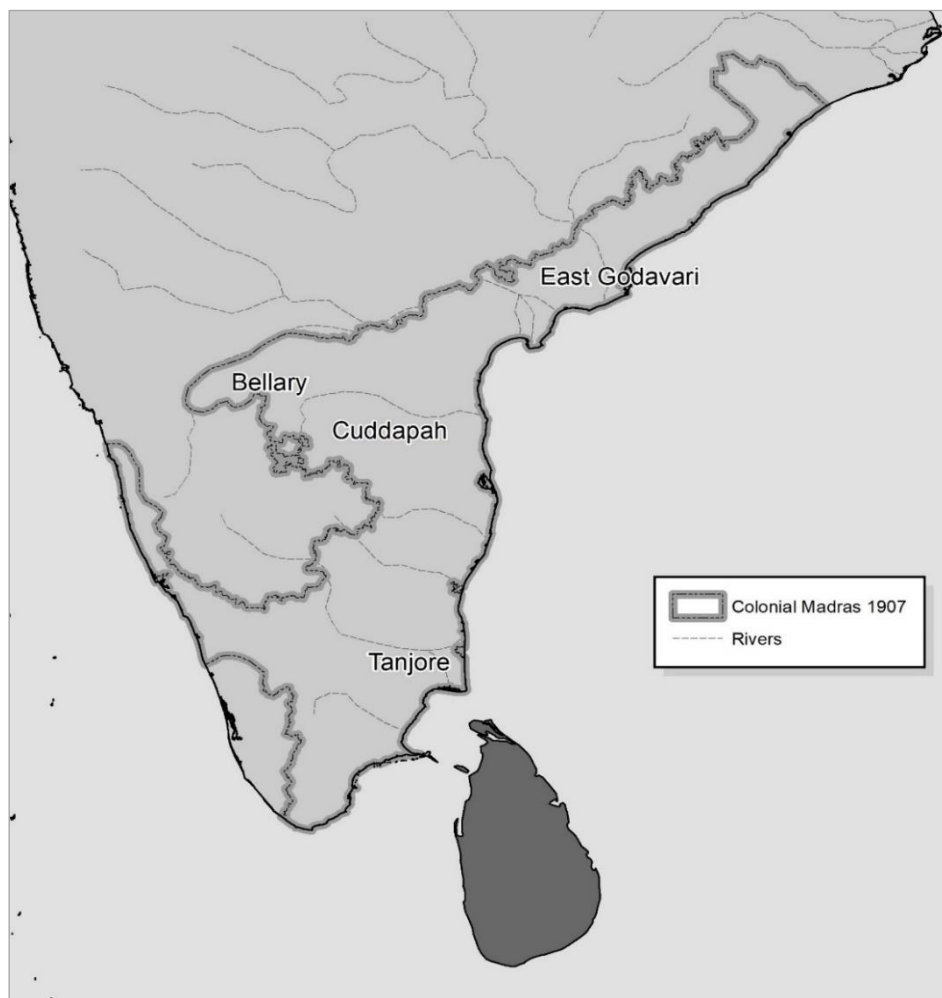 East Godavari
Bellary
Cuddapah
Colonial Madras 1907
Rivers
Tanjore